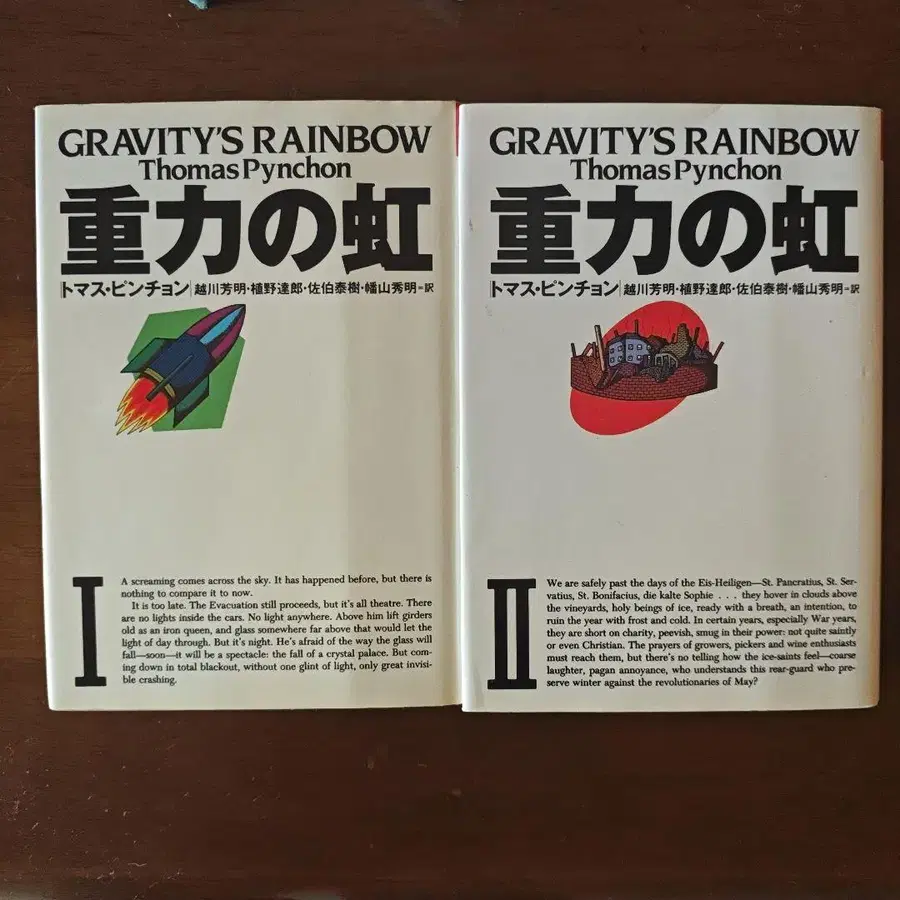 GRAVITY'S RAINBOW
Thomas Pynchon
重力の虹
トマス・ピンチョン 越川芳明・植野達郎・佐伯泰樹・幡山秀明=訳
I
A screaming comes across the sky. It has happened before, but there is
nothing to compare it to now.
It is too late. The Evacuation still proceeds, but it's all theatre. There
are no lights inside the cars. No light anywhere. Above him lift girders
old as an iron queen, and glass somewhere far above that would let the
light of day through. But it's night. He's afraid of the way the glass will
fall—soon—it will be a spectacle: the fall of a crystal palace. But com-
ing down in total blackout, without one glint of light, only great invisi-
ble crashing.
GRAVITY'S RAINBOW
Thomas Pynchon
重力の虹
トマス・ピンチョン 越川芳明・植野達郎・佐伯泰樹・幡山秀明=訳
II
We are safely past the days of the Eis-Heiligen—St. Pancratius, St. Ser-
vatius, St. Bonifacius, die kalte Sophie . . . they hover in clouds above
the vineyards, holy beings of ice, ready with a breath, an intention, to
ruin the year with frost and cold. In certain years, especially War years,
they are short on charity, peevish, smug in their power: not quite saintly
or even Christian. The prayers of growers, pickers and wine enthusiasts
must reach them, but there's no telling how the ice-saints feel—coarse
laughter, pagan annoyance, who understands this rear-guard who pre-
serve winter against the revolutionaries of May?